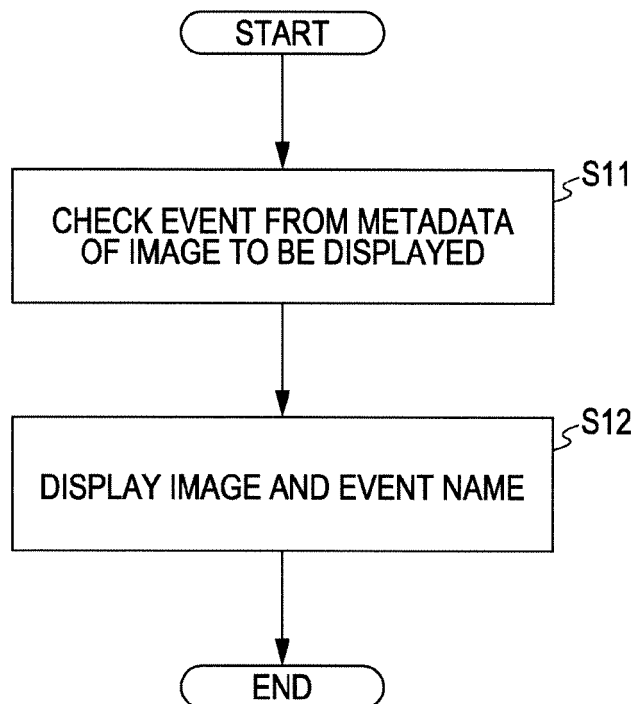 START
S11
CHECK EVENT FROM METADATA
OF IMAGE TO BE DISPLAYED
S12
DISPLAY IMAGE AND EVENT NAME
END